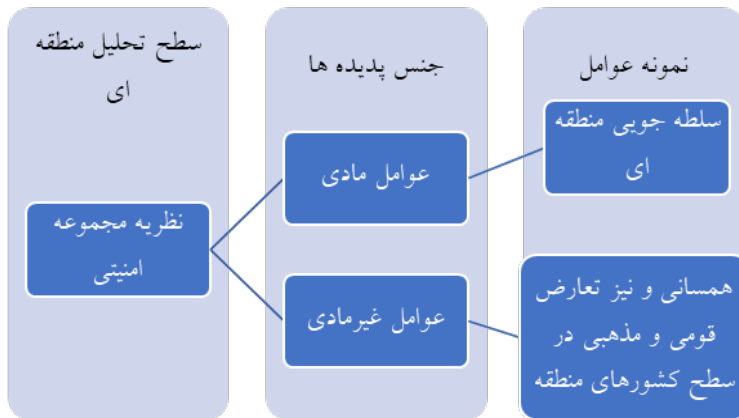 سطح تحلیل منطقه
ای
نظریه مجموعه
امنیتی
جنس پدیده ها
عوامل مادی
عوامل غیرمادی
نمونه عوامل
سلطه جویی منطقه
ای
همسانی و نیز تعارض
قومی و مذهبی در
سطح کشورهای منطقه